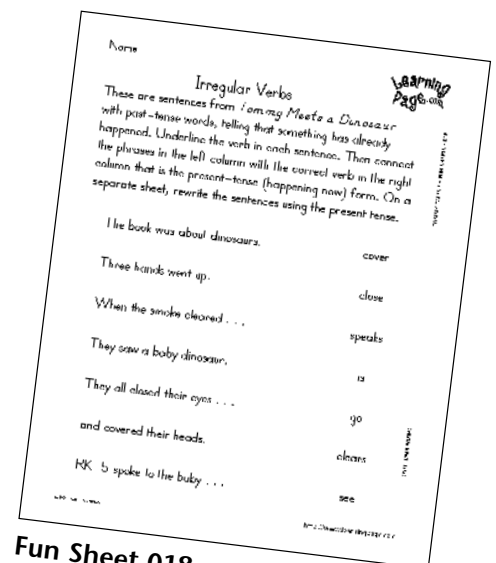 Name
Learning
Page.com
Irregular Verbs
These are sentences from Tommy Meets a Dinosaur
with past-tense words, telling that something has already
happened. Underline the verb in each sentence. Then connect
the phrases in the left column with the correct verb in the right
column that is the present-tense (happening now) form. On a
separate sheet, rewrite the sentences using the present tense.
The book was about dinosaurs.
cover
Three hands went up.
close
When the smoke cleared . . .
speaks
They saw a baby dinosaur.
is
They all closed their eyes . . .
go
and covered their heads.
clears
RK-5 spoke to the baby . . .
see
Fun Sheet 018